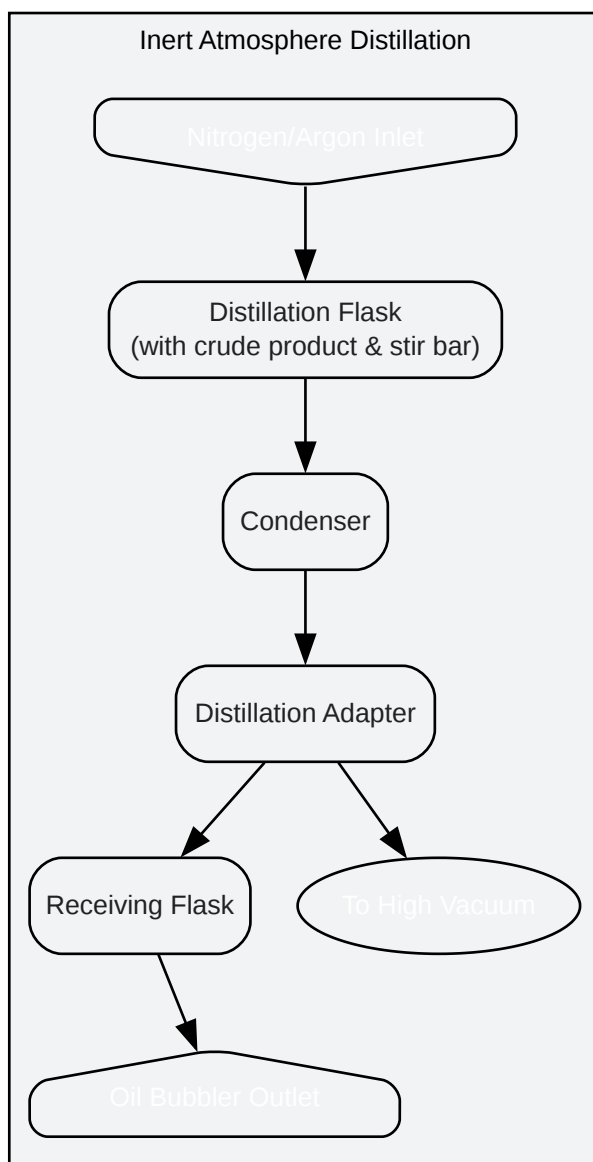 Inert Atmosphere Distillation
Nitrogen/Argon Inlet
Distillation Flask
(with crude product & stir bar)
Condenser
Distillation Adapter
Receiving Flask
To High Vacuum
Oil Bubbler Outlet